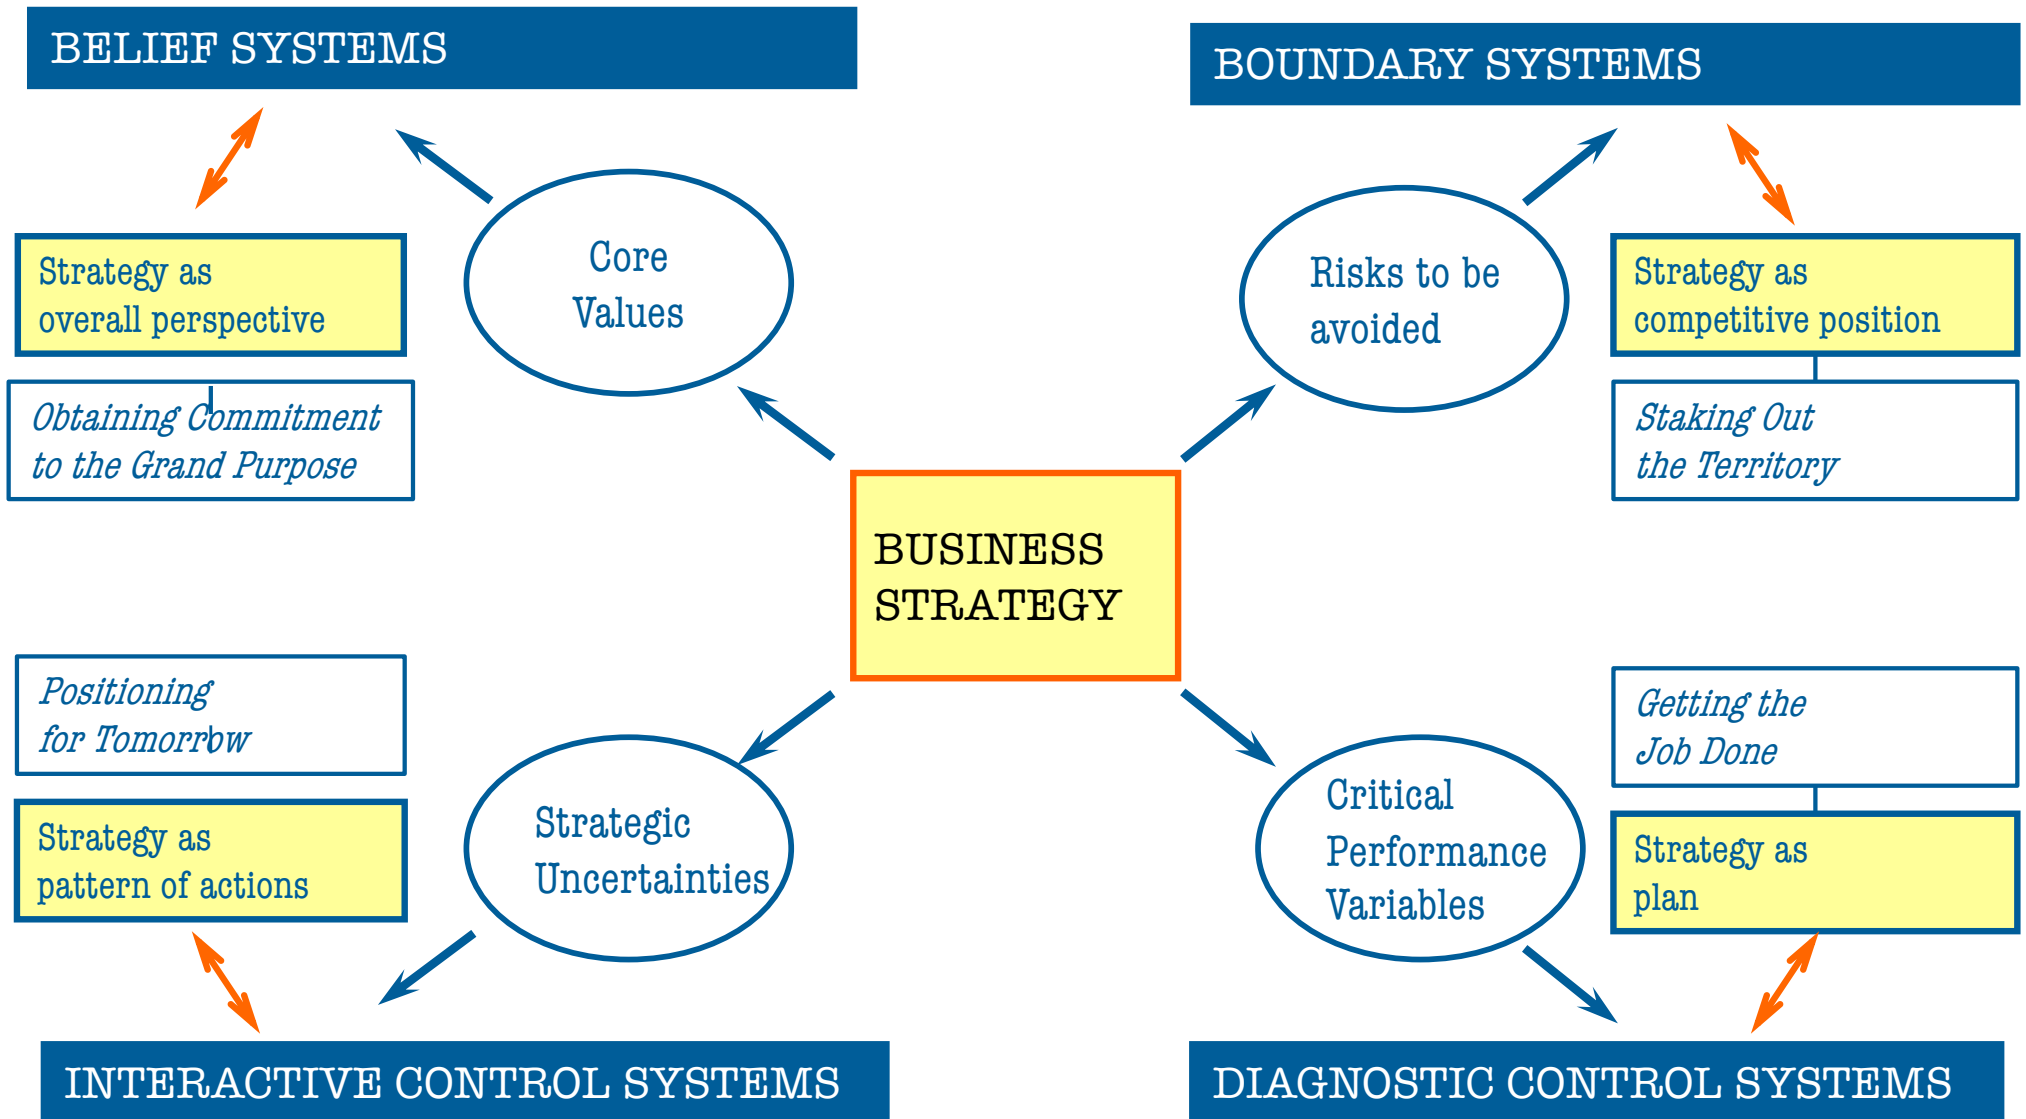 BELIEF SYSTEMS
BOUNDARY SYSTEMS
Strategy as
overall perspective
Core
Values
Risks to be
avoided
Strategy as
competitive position
Obtaining Commitment
to the Grand Purpose
Staking Out
the Territory
BUSINESS
STRATEGY
Positioning
for Tomorrow
Getting the
Job Done
Strategy as
pattern of actions
Strategic
Uncertainties
Critical
Performance
Variables
Strategy as
plan
INTERACTIVE CONTROL SYSTEMS
DIAGNOSTIC CONTROL SYSTEMS